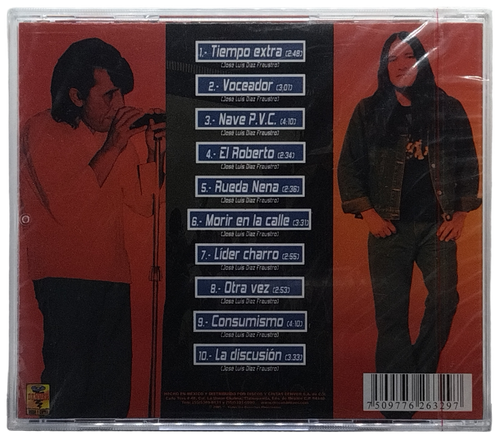 1.- Tiempo extra (2:48)
(José Luis Díaz Fraustro)
2.- Voceador (3:01)
(José Luis Díaz Fraustro)
3.- Nave P.V.C. (4:10)
(José Luis Díaz Fraustro)
4.- El Roberto (2:34)
(José Luis Díaz Fraustro)
5.- Rueda Nena (2:36)
(José Luis Díaz Fraustro)
6.- Morir en la calle (3:31)
(José Luis Díaz Fraustro)
7.- Lider charro (2:55)
(José Luis Díaz Fraustro)
8.- Otra vez (2:53)
(José Luis Díaz Fraustro)
9.- Consumismo (4:10)
(José Luis Díaz Fraustro)
10.- La discusión (3:33)
(José Luis Díaz Fraustro)
7 509776 263297